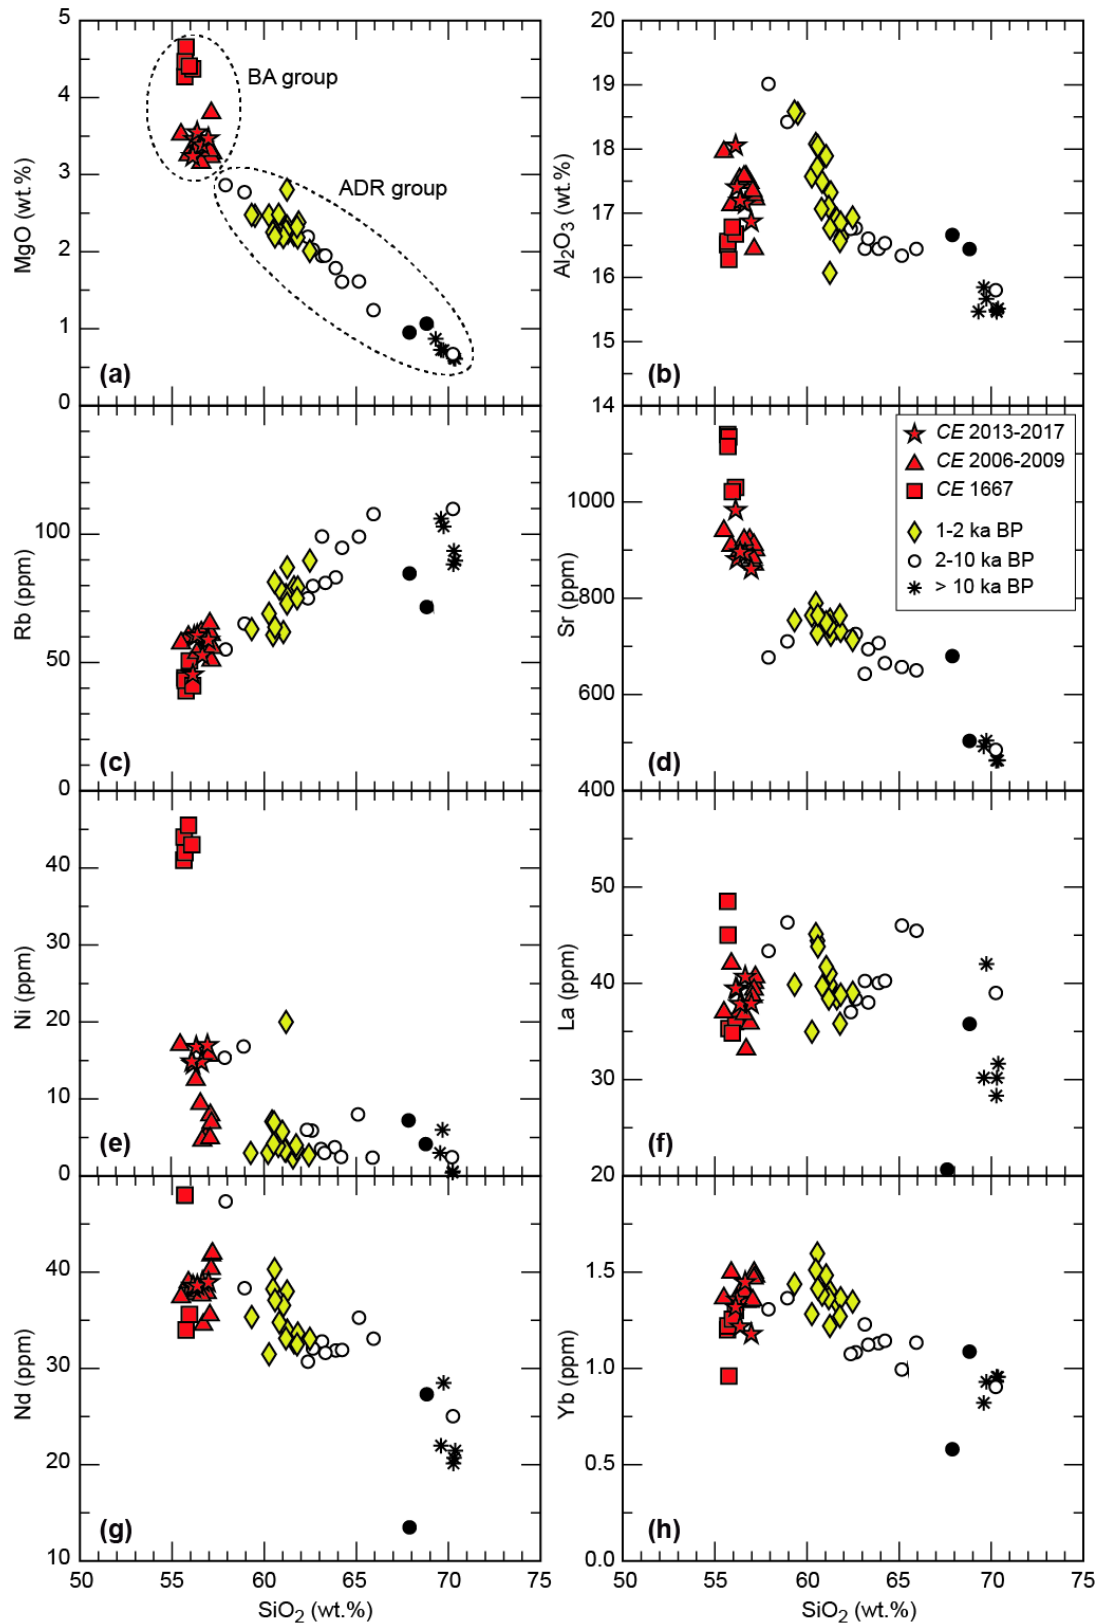 5
4
3
2
1
0
MgO (wt.%)
BA group
ADR group
(a)
20
19
18
17
16
15
14
Al2O3 (wt.%)
(b)
100
50
0
Rb (ppm)
(c)
1000
800
600
400
Sr (ppm)
(d)
CE 2013-2017
CE 2006-2009
CE 1667
1-2 ka BP
2-10 ka BP
> 10 ka BP
40
30
20
10
0
Ni (ppm)
(e)
50
40
30
20
La (ppm)
(f)
40
30
20
10
Nd (ppm)
(g)
50
55
60
65
70
75
SiO2 (wt.%)
1.5
1.0
0.5
0.0
Yb (ppm)
(h)
50
55
60
65
70
75
SiO2 (wt.%)